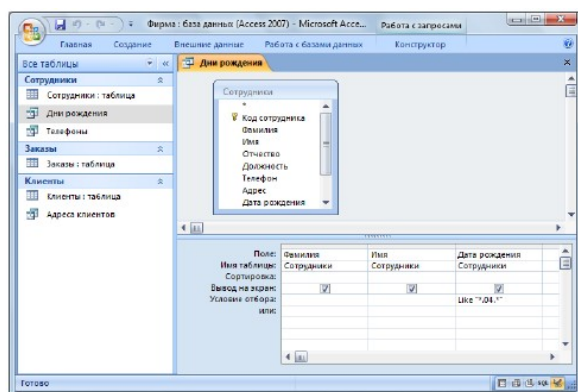 Фирма : база данных (Access 2007) - Microsoft Acce...
Работа с запросами
Главная
Создание
Внешние данные
Работа с базами данных
Конструктор
Все таблицы
Сотрудники
Сотрудники : таблица
Дни рождения
Телефоны
Заказы
Заказы : таблица
Клиенты
Клиенты : таблица
Адреса клиентов
Дни рождения
Сотрудники
*
Код сотрудника
Фамилия
Имя
Отчество
Должность
Телефон
Адрес
Дата рождения
Поле: Фамилия Имя Дата рождения
Имя таблицы: Сотрудники Сотрудники Сотрудники
Сортировка:
Вывод на экран:
Условие отбора: Like "*.04.*"
или:
Готово
SQL